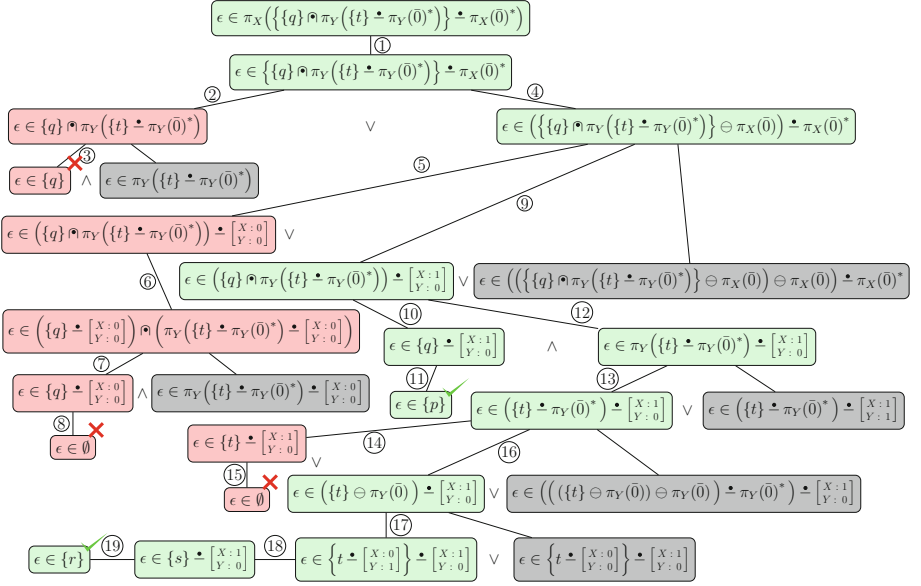 ϵ ∈ π_X({{q} ⩀ π_Y({t} ∸ π_Y(0̄)*)} ∸ π_X(0̄)*)
①
ϵ ∈ {{q} ⩀ π_Y({t} ∸ π_Y(0̄)*)} ∸ π_X(0̄)*
② ④
ϵ ∈ {q} ⩀ π_Y({t} ∸ π_Y(0̄)*) ∨ ϵ ∈ ({{q} ⩀ π_Y({t} ∸ π_Y(0̄)*)} ⊖ π_X(0̄)) ∸ π_X(0̄)*
③ ⑤
ϵ ∈ {q} ∧ ϵ ∈ π_Y({t} ∸ π_Y(0̄)*)
⑨
ϵ ∈ ({q} ⩀ π_Y({t} ∸ π_Y(0̄)*)) ∸ [X : 0 Y : 0] ∨
⑥
ϵ ∈ ({q} ⩀ π_Y({t} ∸ π_Y(0̄)*)) ∸ [X : 1 Y : 0] ∨ ϵ ∈ (({{q} ⩀ π_Y({t} ∸ π_Y(0̄)*)} ⊖ π_X(0̄)) ⊖ π_X(0̄)) ∸ π_X(0̄)*
⑩ ⑫
ϵ ∈ ({q} ∸ [X : 0 Y : 0]) ⩀ (π_Y({t} ∸ π_Y(0̄)*) ∸ [X : 0 Y : 0])
ϵ ∈ {q} ∸ [X : 1 Y : 0] ∧ ϵ ∈ π_Y({t} ∸ π_Y(0̄)*) ∸ [X : 1 Y : 0]
⑦ ⑪ ⑬
ϵ ∈ {q} ∸ [X : 0 Y : 0] ∧ ϵ ∈ π_Y({t} ∸ π_Y(0̄)*) ∸ [X : 0 Y : 0]
ϵ ∈ {p} ϵ ∈ ({t} ∸ π_Y(0̄)*) ∸ [X : 1 Y : 0] ∨ ϵ ∈ ({t} ∸ π_Y(0̄)*) ∸ [X : 1 Y : 1]
⑧ ⑭
ϵ ∈ ∅ ϵ ∈ {t} ∸ [X : 1 Y : 0] ∨
⑮ ⑯
ϵ ∈ ∅ ϵ ∈ ({t} ⊖ π_Y(0̄)) ∸ [X : 1 Y : 0] ∨ ϵ ∈ ((({t} ⊖ π_Y(0̄)) ⊖ π_Y(0̄)) ∸ π_Y(0̄)*) ∸ [X : 1 Y : 0]
⑰
ϵ ∈ {r} ⑲ ϵ ∈ {s} ∸ [X : 1 Y : 0] ⑱ ϵ ∈ {t ∸ [X : 0 Y : 1]} ∸ [X : 1 Y : 0] ∨ ϵ ∈ {t ∸ [X : 0 Y : 0]} ∸ [X : 1 Y : 0]